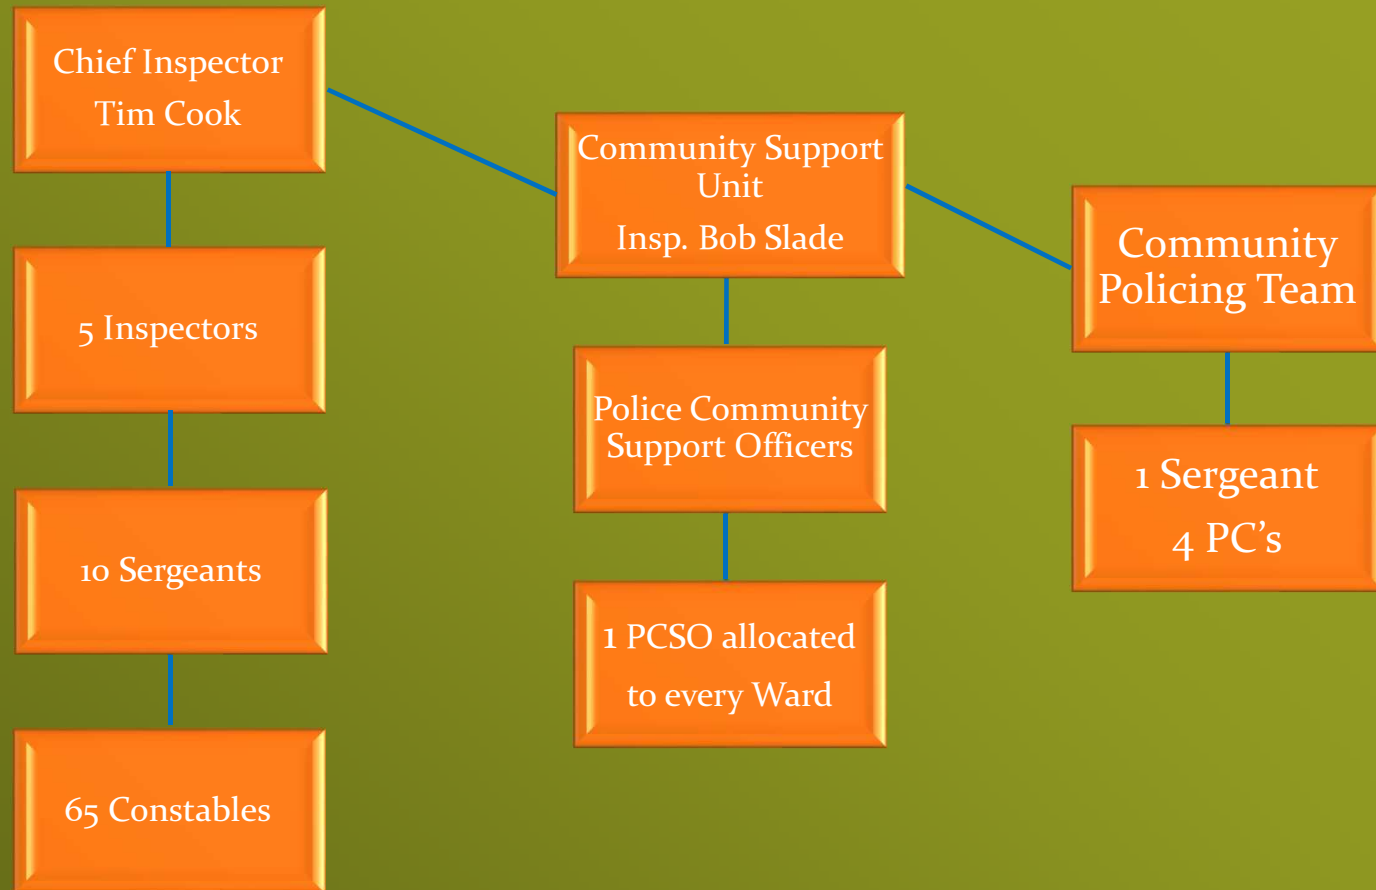 Chief Inspector
Tim Cook
5 Inspectors
10 Sergeants
65 Constables
Community Support
Unit
Insp. Bob Slade
Police Community
Support Officers
1 PCSO allocated
to every Ward
Community
Policing Team
1 Sergeant
4 PC’s